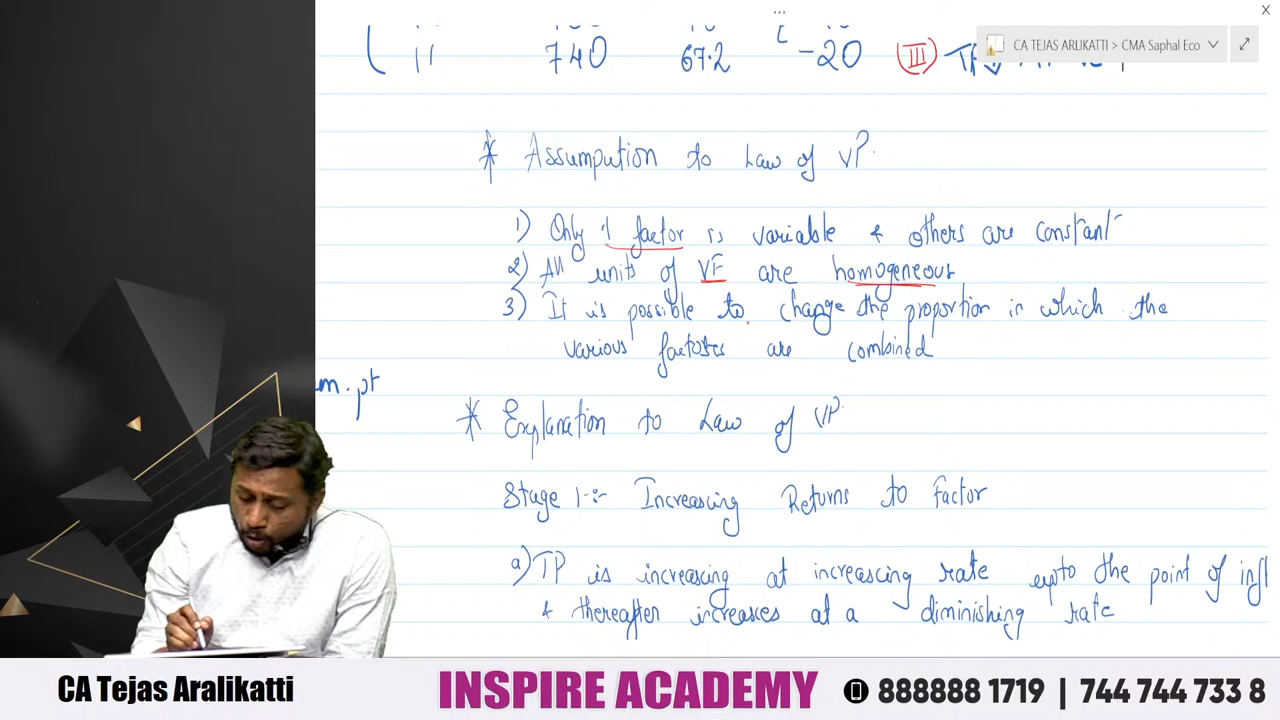 CA TEJAS ARLIKATTI > CMA Saphal Eco
11 740 67.2 -20 III
* Assumpution to Law of VP.
1) Only 1 factor is variable & others are constant
2) All units of VF are homogeneous
3) It is possible to change the proportion in which the
various factors are combined
m. pt
* Explanation to Law of VP.
Stage 1 :- Increasing Returns to Factor
a) TP is increasing at increasing rate upto the point of infl
& thereafter increases at a diminishing rate
CA Tejas Aralikatti
INSPIRE ACADEMY
888888 1719 | 744 744 733 8